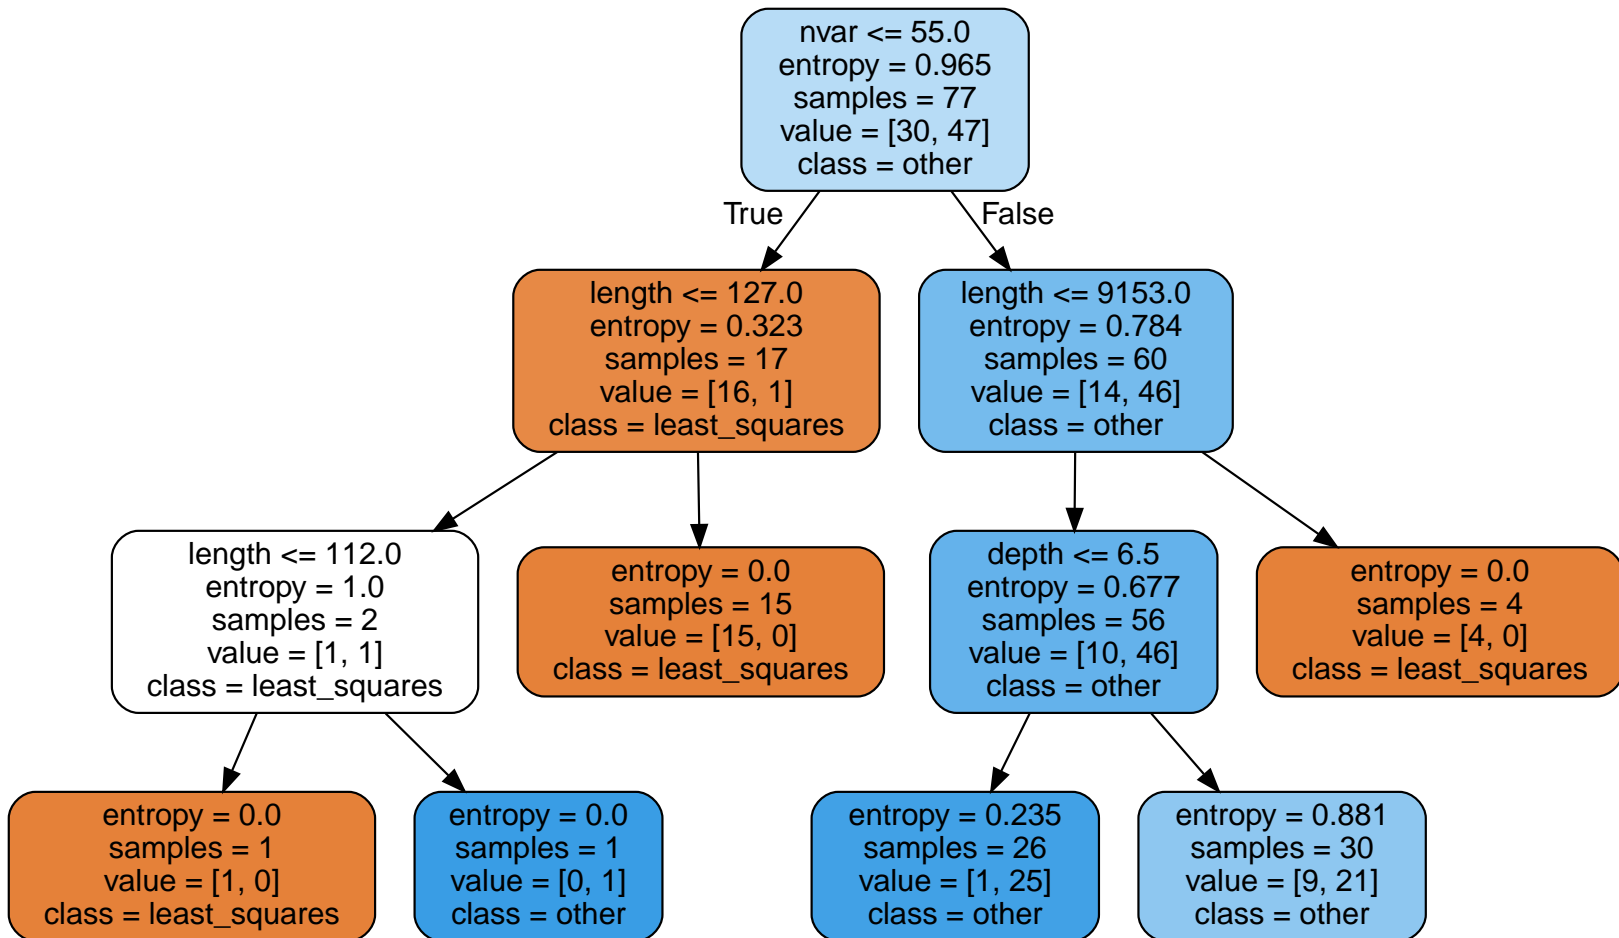 nvar <= 55.0
entropy = 0.965
samples = 77
value = [30, 47]
class = other
True
False
length <= 127.0
entropy = 0.323
samples = 17
value = [16, 1]
class = least_squares
length <= 9153.0
entropy = 0.784
samples = 60
value = [14, 46]
class = other
length <= 112.0
entropy = 1.0
samples = 2
value = [1, 1]
class = least_squares
entropy = 0.0
samples = 15
value = [15, 0]
class = least_squares
depth <= 6.5
entropy = 0.677
samples = 56
value = [10, 46]
class = other
entropy = 0.0
samples = 4
value = [4, 0]
class = least_squares
entropy = 0.0
samples = 1
value = [1, 0]
class = least_squares
entropy = 0.0
samples = 1
value = [0, 1]
class = other
entropy = 0.235
samples = 26
value = [1, 25]
class = other
entropy = 0.881
samples = 30
value = [9, 21]
class = other